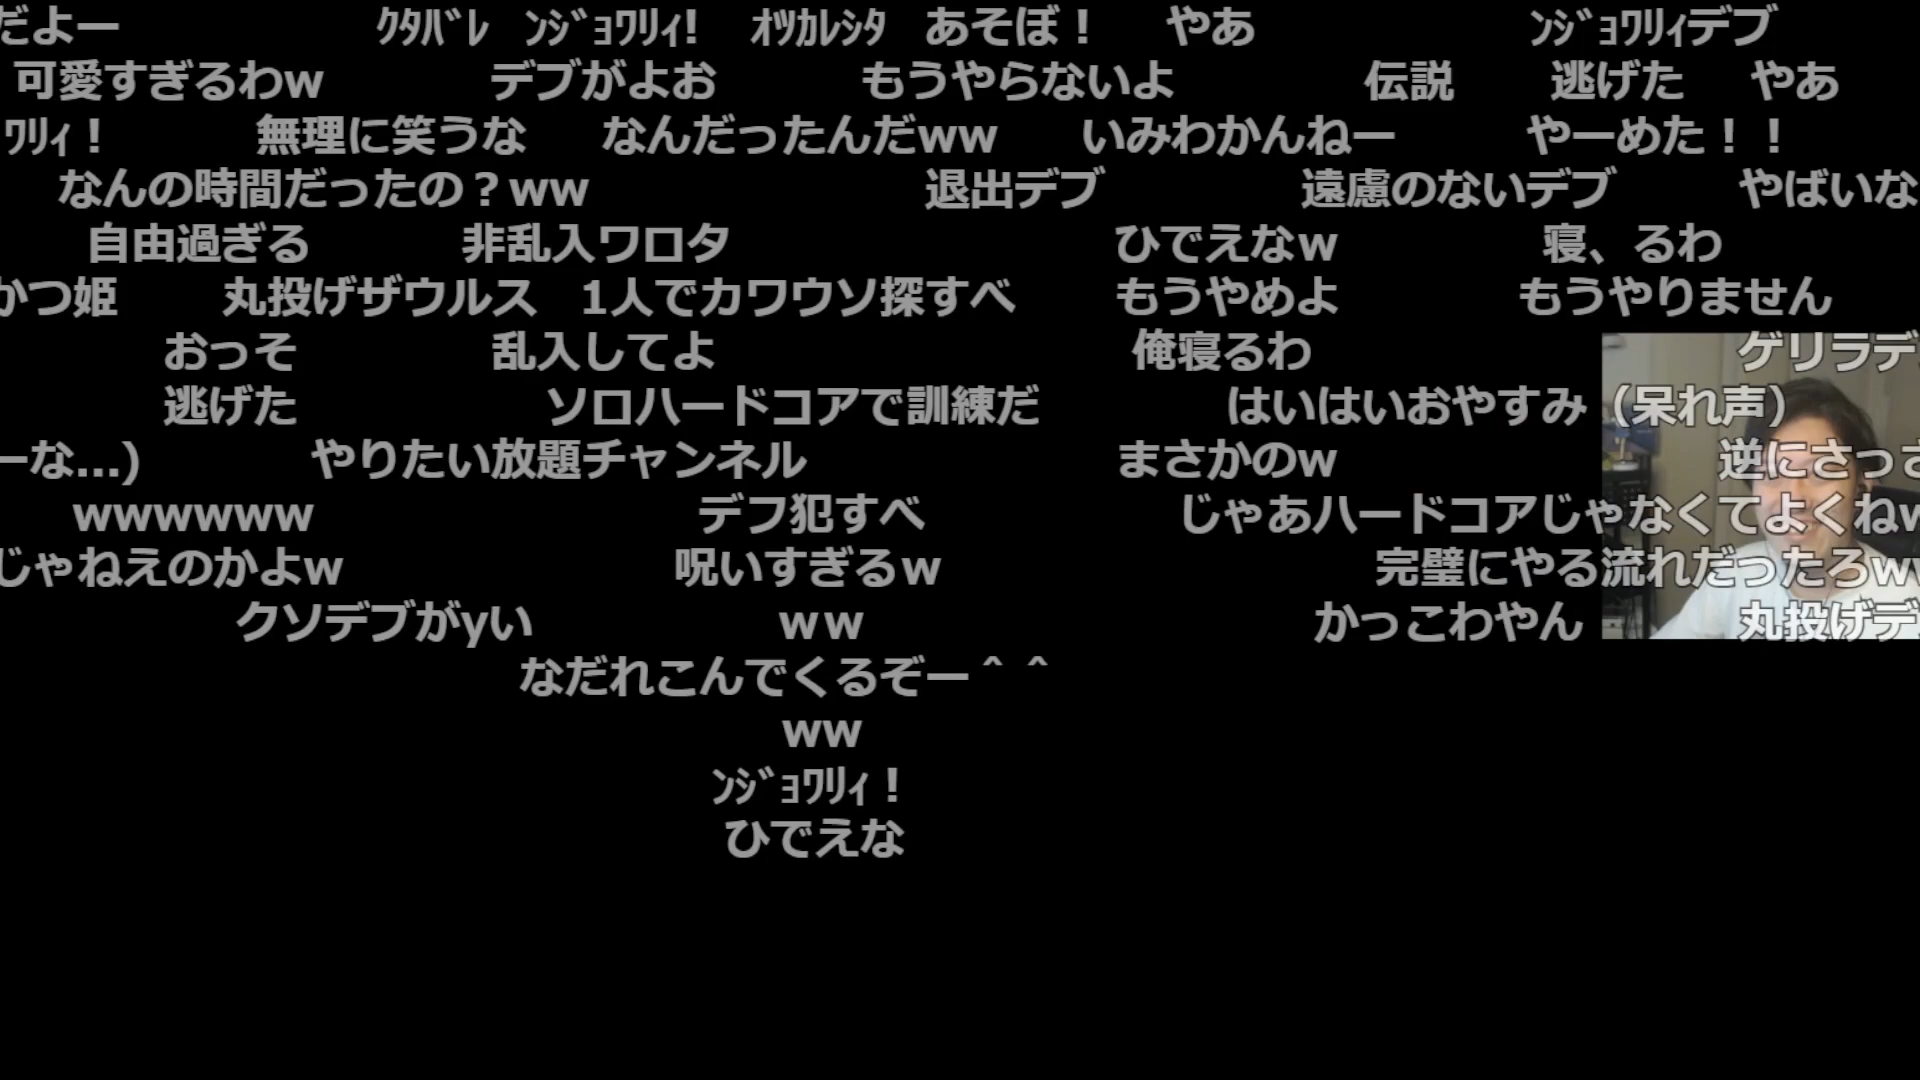 だよー ｸﾀﾊﾞﾚ ﾝｼﾞｮﾜﾘｨ! ｵﾂｶﾚｼﾀ あそぼ！ やあ ﾝｼﾞｮﾜﾘｨデブ
可愛すぎるわw デブがよお もうやらないよ 伝説 逃げた やあ
ﾜﾘｨ！ 無理に笑うな なんだったんだww いみわかんねー やーめた！！
なんの時間だったの？ww 退出デブ 遠慮のないデブ やばいな
自由過ぎる 非乱入ワロタ ひでえなw 寝、るわ
かつ姫 丸投げザウルス 1人でカワウソ探すべ もうやめよ もうやりません
おっそ 乱入してよ 俺寝るわ ゲリラデ
逃げた ソロハードコアで訓練だ はいはいおやすみ（呆れ声）
ーな...) やりたい放題チャンネル まさかのw 逆にさっさ
wwwwww デフ犯すべ じゃあハードコアじゃなくてよくねw
じゃねえのかよw 呪いすぎるｗ 完璧にやる流れだったろww
クソデブがyい ｗｗ かっこわやん 丸投げデ
なだれこんでくるぞー＾＾
ww
ﾝｼﾞｮﾜﾘｨ！
ひでえな